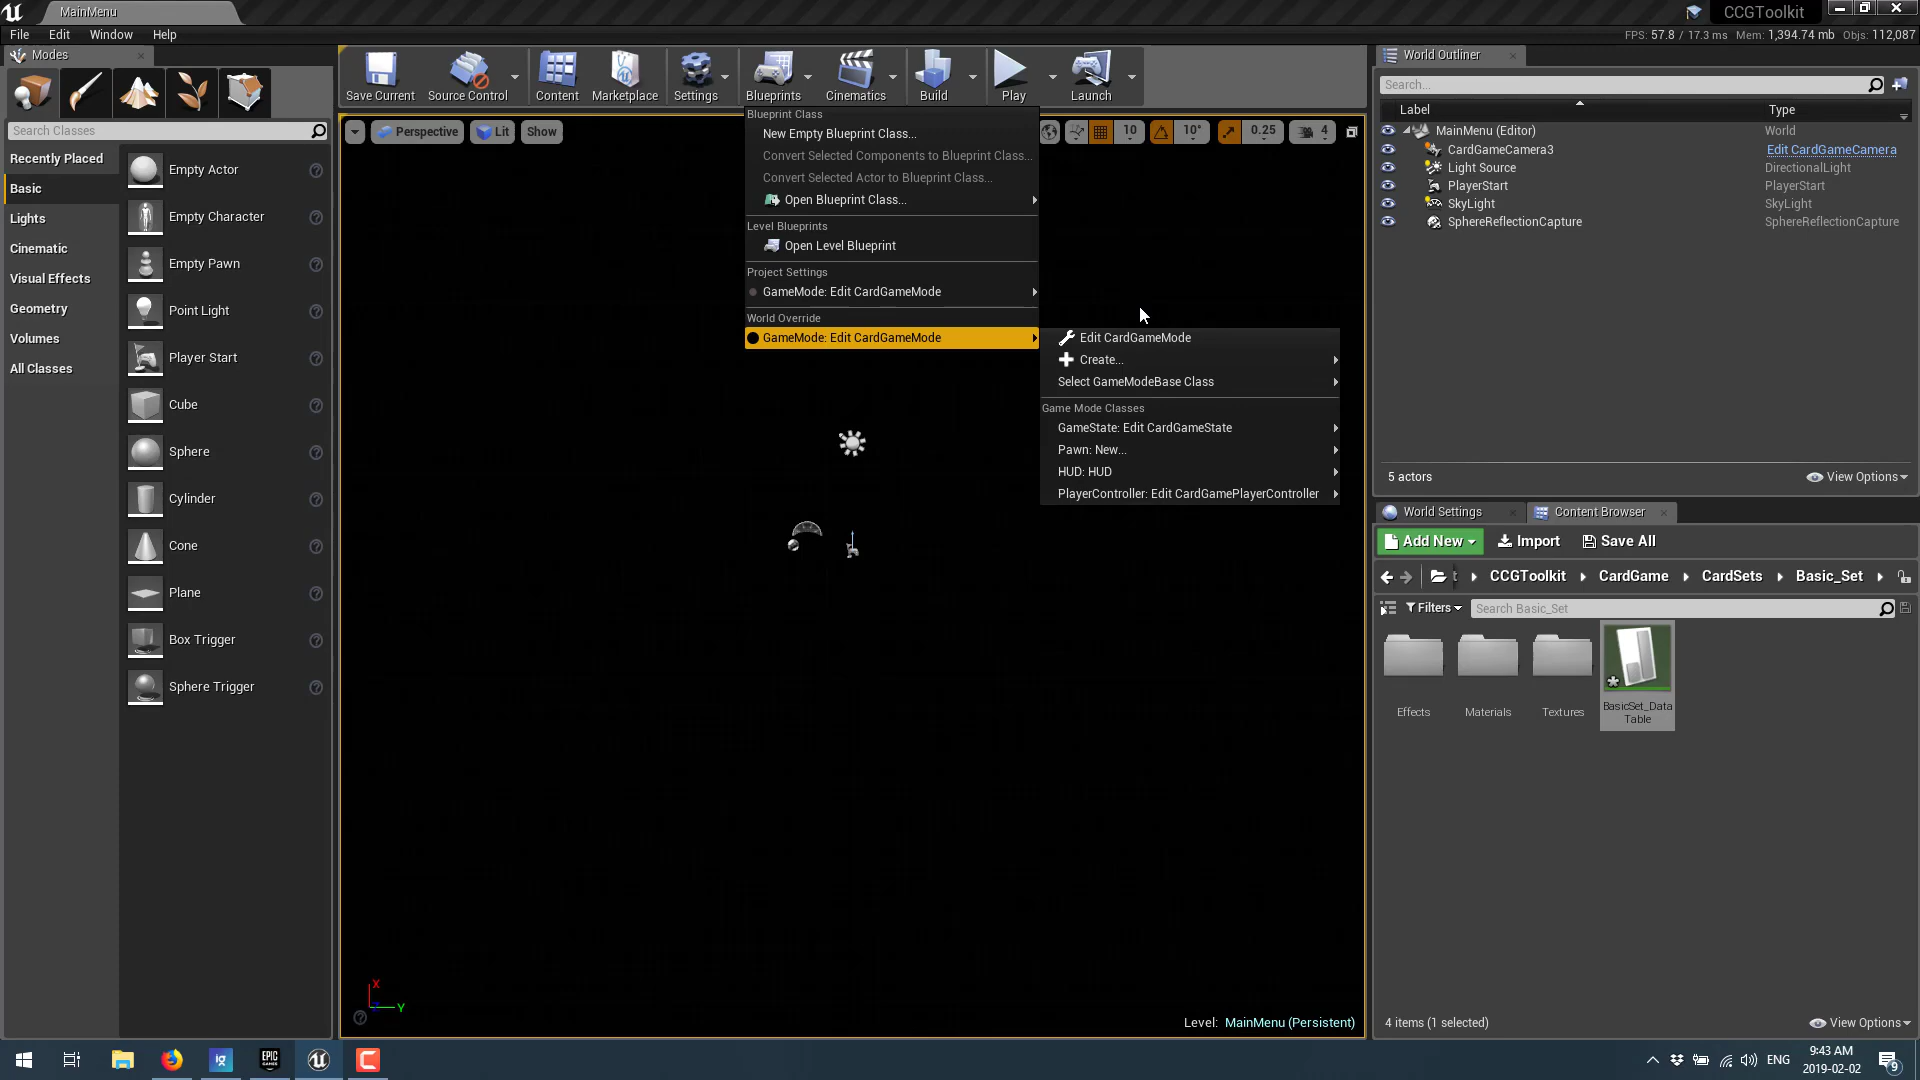 MainMenu
CCGToolkit
File Edit Window Help
FPS: 57.8 / 17.3 ms Mem: 1,394.74 mb Objs: 112,087
Modes
Search Classes
Recently Placed
Basic
Lights
Cinematic
Visual Effects
Geometry
Volumes
All Classes
Empty Actor
Empty Character
Empty Pawn
Point Light
Player Start
Cube
Sphere
Cylinder
Cone
Plane
Box Trigger
Sphere Trigger
Save Current Source Control Content Marketplace Settings Blueprints Cinematics Build Play Launch
Perspective Lit Show
10 10° 0.25 4
Blueprint Class
New Empty Blueprint Class...
Convert Selected Components to Blueprint Class...
Convert Selected Actor to Blueprint Class...
Open Blueprint Class...
Level Blueprints
Open Level Blueprint
Project Settings
GameMode: Edit CardGameMode
World Override
GameMode: Edit CardGameMode
Edit CardGameMode
Create...
Select GameModeBase Class
Game Mode Classes
GameState: Edit CardGameState
Pawn: New...
HUD: HUD
PlayerController: Edit CardGamePlayerController
X
Y
Level: MainMenu (Persistent)
World Outliner
Search...
Label Type
MainMenu (Editor) World
CardGameCamera3 Edit CardGameCamera
Light Source DirectionalLight
PlayerStart PlayerStart
SkyLight SkyLight
SphereReflectionCapture SphereReflectionCapture
5 actors View Options
World Settings Content Browser
Add New Import Save All
t CCGToolkit CardGame CardSets Basic_Set
Filters Search Basic_Set
Effects
Materials
Textures
BasicSet_Data
Table
4 items (1 selected) View Options
ig
EPIC
GAMES
ENG
9:43 AM
2019-02-02
9